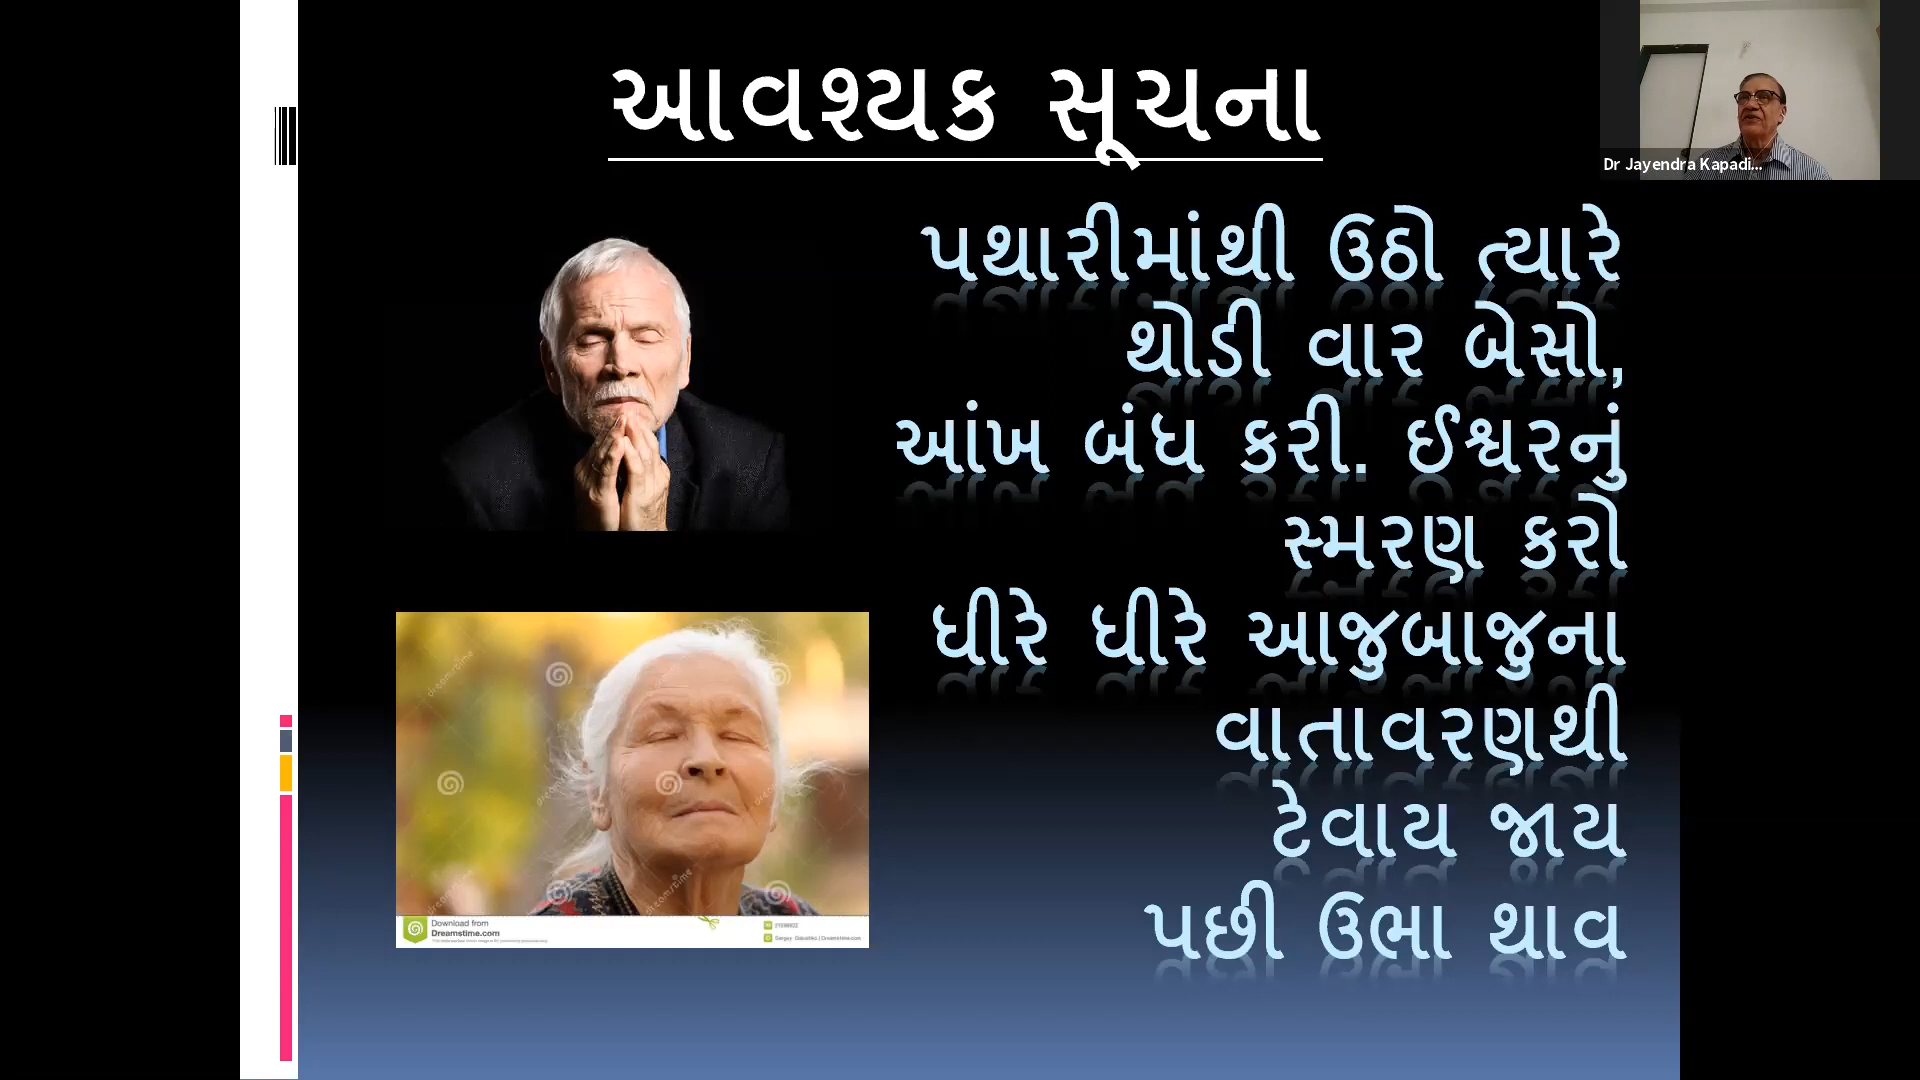 આવશ્યક સૂચના
Dr Jayendra Kapadi...
પથારીમાંથી ઉઠો ત્યારે
થોડી વાર બેસો,
આંખ બંધ કરી. ઈશ્વરનું
સ્મરણ કરો
ધીરે ધીરે આજુબાજુના
વાતાવરણથી
ટેવાય જાય
પછી ઉભા થાવ
Download from
Dreamstime.com